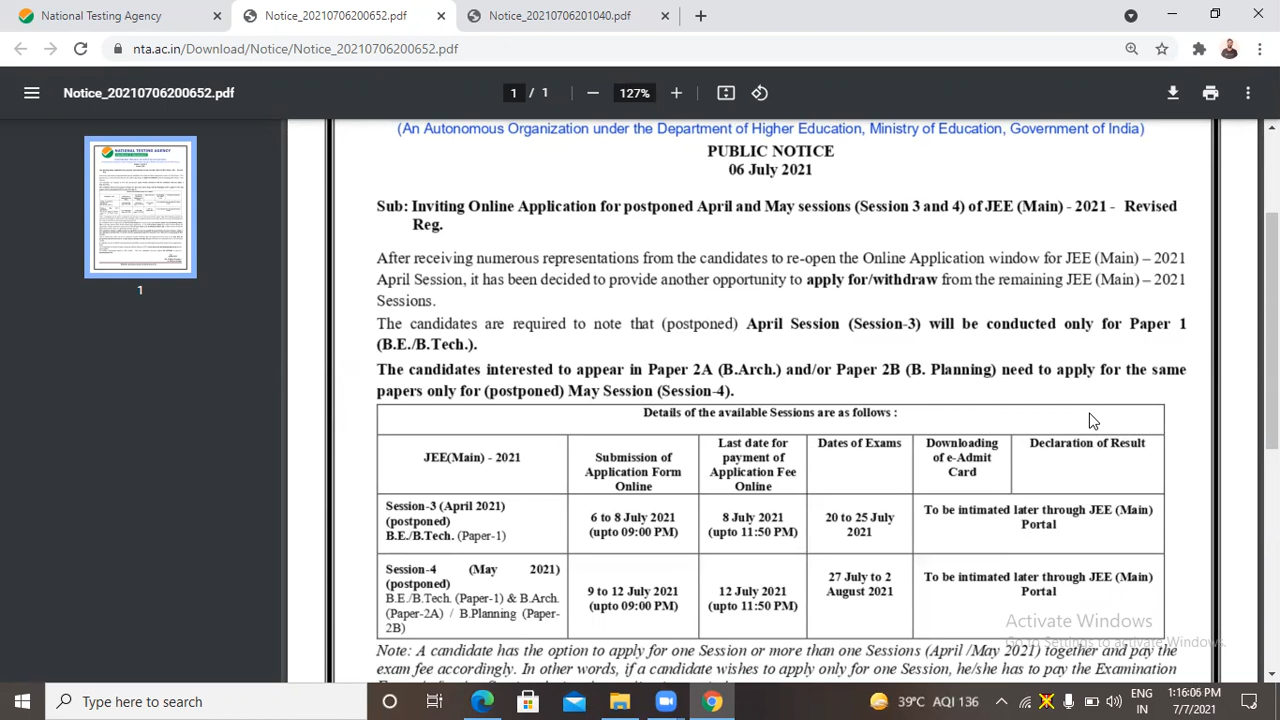 National Testing Agency
Notice_20210706200652.pdf
Notice_20210706201040.pdf
nta.ac.in/Download/Notice/Notice_20210706200652.pdf
Notice_20210706200652.pdf
1 / 1
127%
(An Autonomous Organization under the Department of Higher Education, Ministry of Education, Government of India)
PUBLIC NOTICE
06 July 2021
Sub: Inviting Online Application for postponed April and May sessions (Session 3 and 4) of JEE (Main) - 2021 - Revised
Reg.
After receiving numerous representations from the candidates to re-open the Online Application window for JEE (Main) – 2021
April Session, it has been decided to provide another opportunity to apply for/withdraw from the remaining JEE (Main) – 2021
Sessions.
The candidates are required to note that (postponed) April Session (Session-3) will be conducted only for Paper 1
(B.E./B.Tech.).
The candidates interested to appear in Paper 2A (B.Arch.) and/or Paper 2B (B. Planning) need to apply for the same
papers only for (postponed) May Session (Session-4).
Details of the available Sessions are as follows :
JEE(Main) - 2021
Submission of
Application Form
Online
Last date for
payment of
Application Fee
Online
Dates of Exams
Downloading
of e-Admit
Card
Declaration of Result
Session-3 (April 2021)
(postponed)
B.E./B.Tech. (Paper-1)
6 to 8 July 2021
(upto 09:00 PM)
8 July 2021
(upto 11:50 PM)
20 to 25 July
2021
To be intimated later through JEE (Main)
Portal
Session-4 (May 2021)
(postponed)
B.E./B.Tech. (Paper-1) & B.Arch.
(Paper-2A) / B.Planning (Paper-
2B)
9 to 12 July 2021
(upto 09:00 PM)
12 July 2021
(upto 11:50 PM)
27 July to 2
August 2021
To be intimated later through JEE (Main)
Portal
Note: A candidate has the option to apply for one Session or more than one Sessions (April /May 2021) together and pay the
exam fee accordingly. In other words, if a candidate wishes to apply only for one Session, he/she has to pay the Examination
1
Activate Windows
Go to Settings to activate Windows.
Type here to search
39°C AQI 136
ENG
IN
1:16:06 PM
7/7/2021